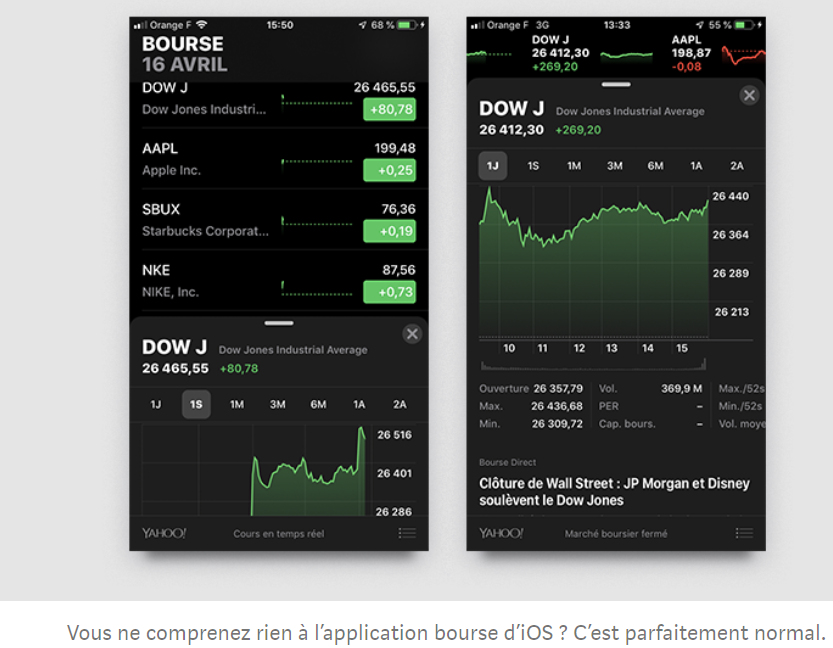 Orange F
15:50
68 %
BOURSE
16 AVRIL
DOW J
26 465,55
Dow Jones Industri...
+80,78
AAPL
199,48
Apple Inc.
+0,25
SBUX
76,36
Starbucks Corporat...
+0,19
NKE
87,56
NIKE, Inc.
+0,73
DOW J Dow Jones Industrial Average
26 465,55 +80,78
1J 1S 1M 3M 6M 1A 2A
26 516
26 401
26 286
YAHOO! Cours en temps réel
Orange F 3G
13:33
55 %
DOW J
26 412,30
+269,20
AAPL
198,87
-0,08
DOW J Dow Jones Industrial Average
26 412,30 +269,20
1J 1S 1M 3M 6M 1A 2A
26 440
26 364
26 289
26 213
10 11 12 13 14 15
Ouverture 26 357,79 Vol. 369,9 M Max./52s
Max. 26 436,68 PER – Min./52s
Min. 26 309,72 Cap. bours. – Vol. moye
Bourse Direct
Clôture de Wall Street : JP Morgan et Disney
soulèvent le Dow Jones
YAHOO! Marché boursier fermé
Vous ne comprenez rien à l’application bourse d’iOS ? C’est parfaitement normal.